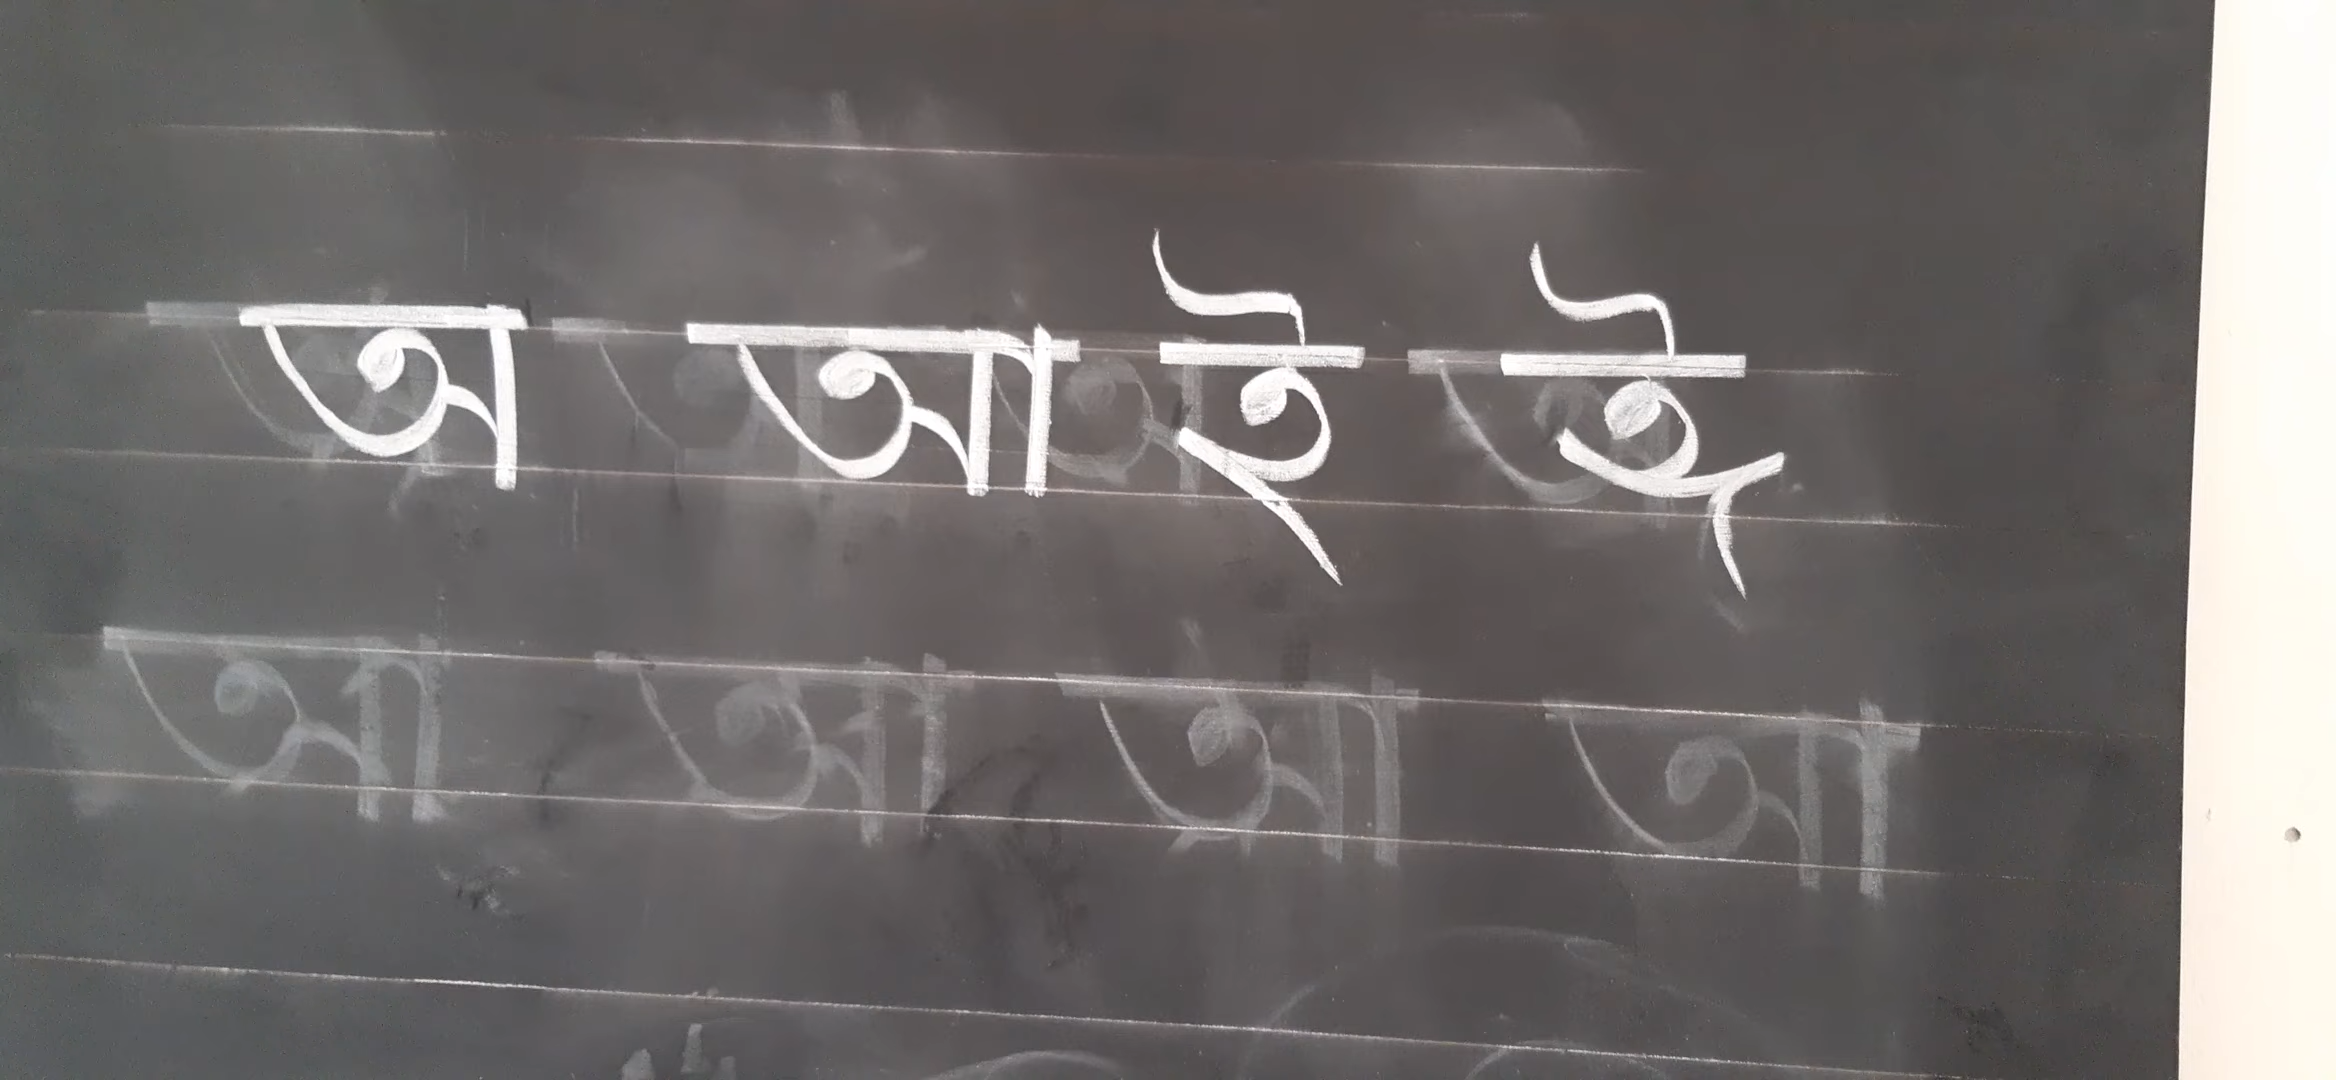 অ আ ই ঈ
আ আ আ আ